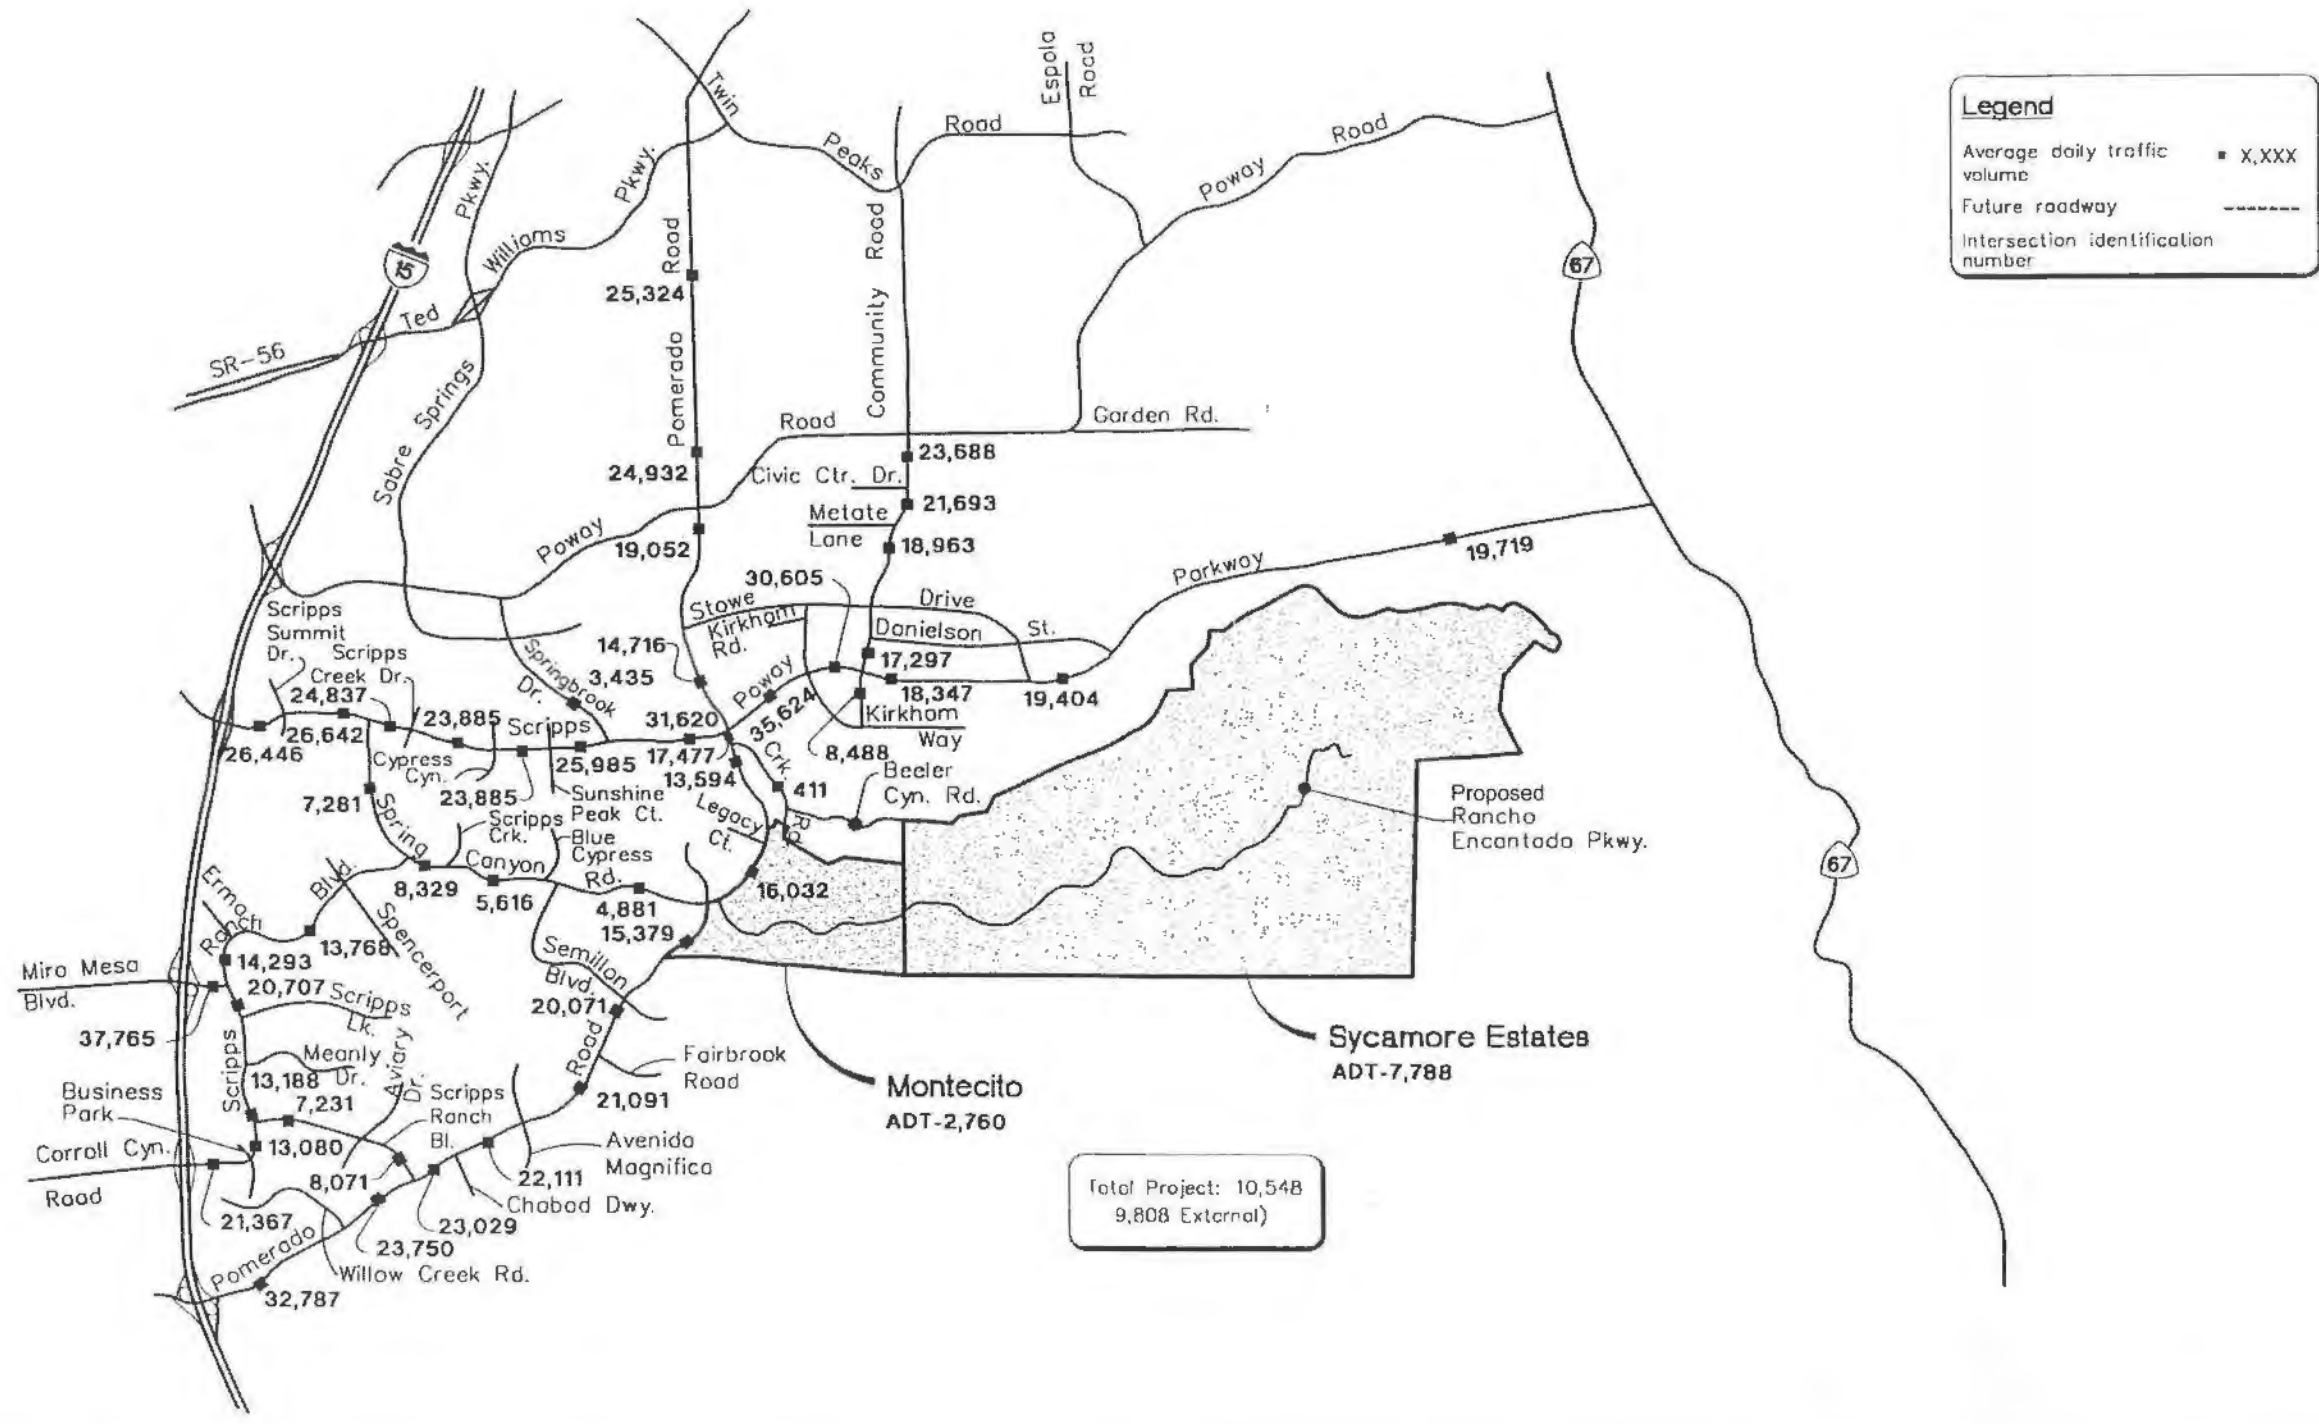 Espola
Road
Twin
Peaks
Road
Poway
Road
Legend
Average daily traffic
volume
■ X,XXX
Future roadway
Intersection identification
number
Pkwy.
Pkwy.
15
Williams
Ted
SR-56
Road
25,324
Pomerado
Community Road
67
Sabre Springs
Road
Garden Rd.
24,932
23,688
Civic Ctr. Dr.
21,693
Metate
Lane
18,963
Poway
19,052
19,719
Parkway
30,605
Stowe
Drive
Kirkham
Rd.
Danielson
St.
Scripps
Summit
Dr.
Scripps
Creek Dr.
24,837
14,716
3,435
Springbrook
Dr.
Poway
17,297
18,347
19,404
35,624
Kirkham
Way
8,488
26,446
26,642
23,885
Scripps
31,620
Cypress
Cyn.
25,985
17,477
13,594
Crk.
Beeler
Cyn. Rd.
411
7,281
23,885
Sunshine
Peak Ct.
Legacy
Ct.
Rd.
Proposed
Rancho
Encantada Pkwy.
Spring
Scripps
Crk.
Blue
Cypress
Rd.
Canyon
67
Erma
Blvd.
8,329
5,616
4,881
16,032
15,379
Ranch
Spencerport
13,768
Semillon
Blvd.
14,293
Mira Mesa
Blvd.
20,707
Scripps
Lk.
20,071
37,765
Scripps
Meanly
Dr.
Aviary
Dr.
Road
Fairbrook
Road
Sycamore Estates
ADT-7,788
Montecito
ADT-2,760
Business
Park
13,188
7,231
Scripps
Ranch
Bl.
21,091
Carroll Cyn.
Road
13,080
8,071
Avenida
Magnifica
22,111
Chabad Dwy.
21,367
23,029
23,750
Pomerado
Willow Creek Rd.
32,787
Total Project: 10,548
9,808 External)